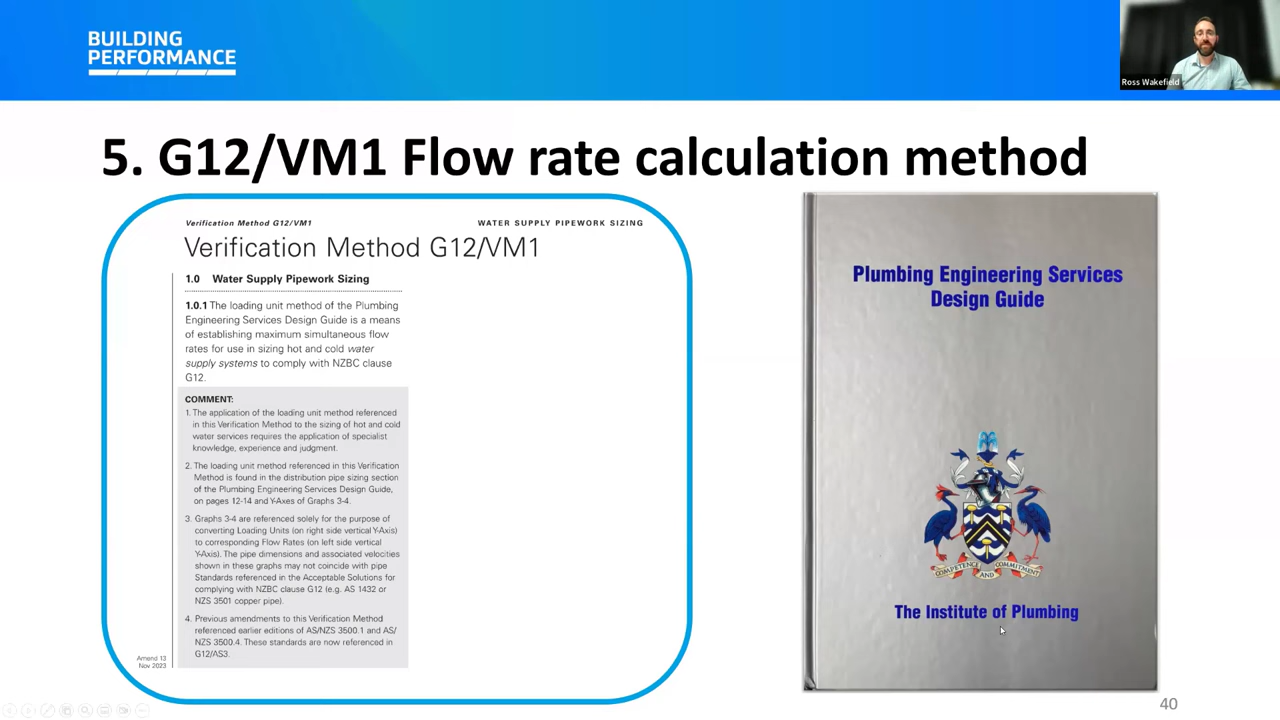 BUILDING
PERFORMANCE
Ross Wakefield
5. G12/VM1 Flow rate calculation method
Verification Method G12/VM1
WATER SUPPLY PIPEWORK SIZING
Verification Method G12/VM1
1.0 Water Supply Pipework Sizing
1.0.1 The loading unit method of the Plumbing
Engineering Services Design Guide is a means
of establishing maximum simultaneous flow
rates for use in sizing hot and cold water
supply systems to comply with NZBC clause
G12.
COMMENT:
1. The application of the loading unit method referenced
in this Verification Method to the sizing of hot and cold
water services requires the application of specialist
knowledge, experience and judgment.
2. The loading unit method referenced in this Verification
Method is found in the distribution pipe sizing section
of the Plumbing Engineering Services Design Guide,
on pages 12-14 and Y-Axes of Graphs 3-4.
3. Graphs 3-4 are referenced solely for the purpose of
converting Loading Units (on right side vertical Y-Axis)
to corresponding Flow Rates (on left side vertical
Y-Axis). The pipe dimensions and associated velocities
shown in these graphs may not coincide with pipe
Standards referenced in the Acceptable Solutions for
complying with NZBC clause G12 (e.g. AS 1432 or
NZS 3501 copper pipe).
4. Previous amendments to this Verification Method
referenced earlier editions of AS/NZS 3500.1 and AS/
NZS 3500.4. These standards are now referenced in
G12/AS3.
Amend 13
Nov 2023
Plumbing Engineering Services
Design Guide
COMPETENCE AND COMMITMENT
The Institute of Plumbing
40